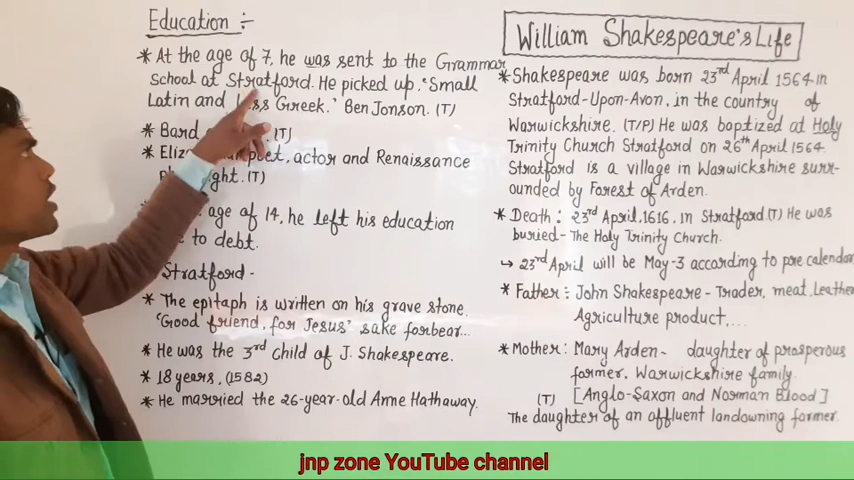 Education :-
* At the age of 7, he was sent to the Grammar
School at Stratford. He picked up. 'Small
Latin and Less Greek.' Ben Jonson. (T)
* Bard (T)
* poet, actor and Renaissance
(T)
age of 14, he left his education
to debt.
Stratford -
* The epitaph is written on his grave stone.
'Good friend, for Jesus' sake forbear...
* He was the 3rd child of J. Shakespeare.
* 18 years, (1582)
* He married the 26-year-old Anne Hathaway.
William Shakespeare's Life
* Shakespeare was born 23rd April 1564 in
Stratford-Upon-Avon, in the country of
Warwickshire. (T/P) He was baptized at Holy
Trinity Church Stratford on 26th April 1564
Stratford is a village in Warwickshire surr-
ounded by Forest of Arden.
* Death: 23rd April, 1616, in Stratford (T) He was
buried- The Holy Trinity Church.
↳ 23rd April will be May-3 according to pre calendar
* Father: John Shakespeare - Trader, meat, Leather
Agriculture product,...
* Mother: Mary Arden- daughter of prosperous
former, Warwickshire family.
(T) [Anglo-Saxon and Norman Blood]
The daughter of an affluent landowning former.
jnp zone YouTube channel